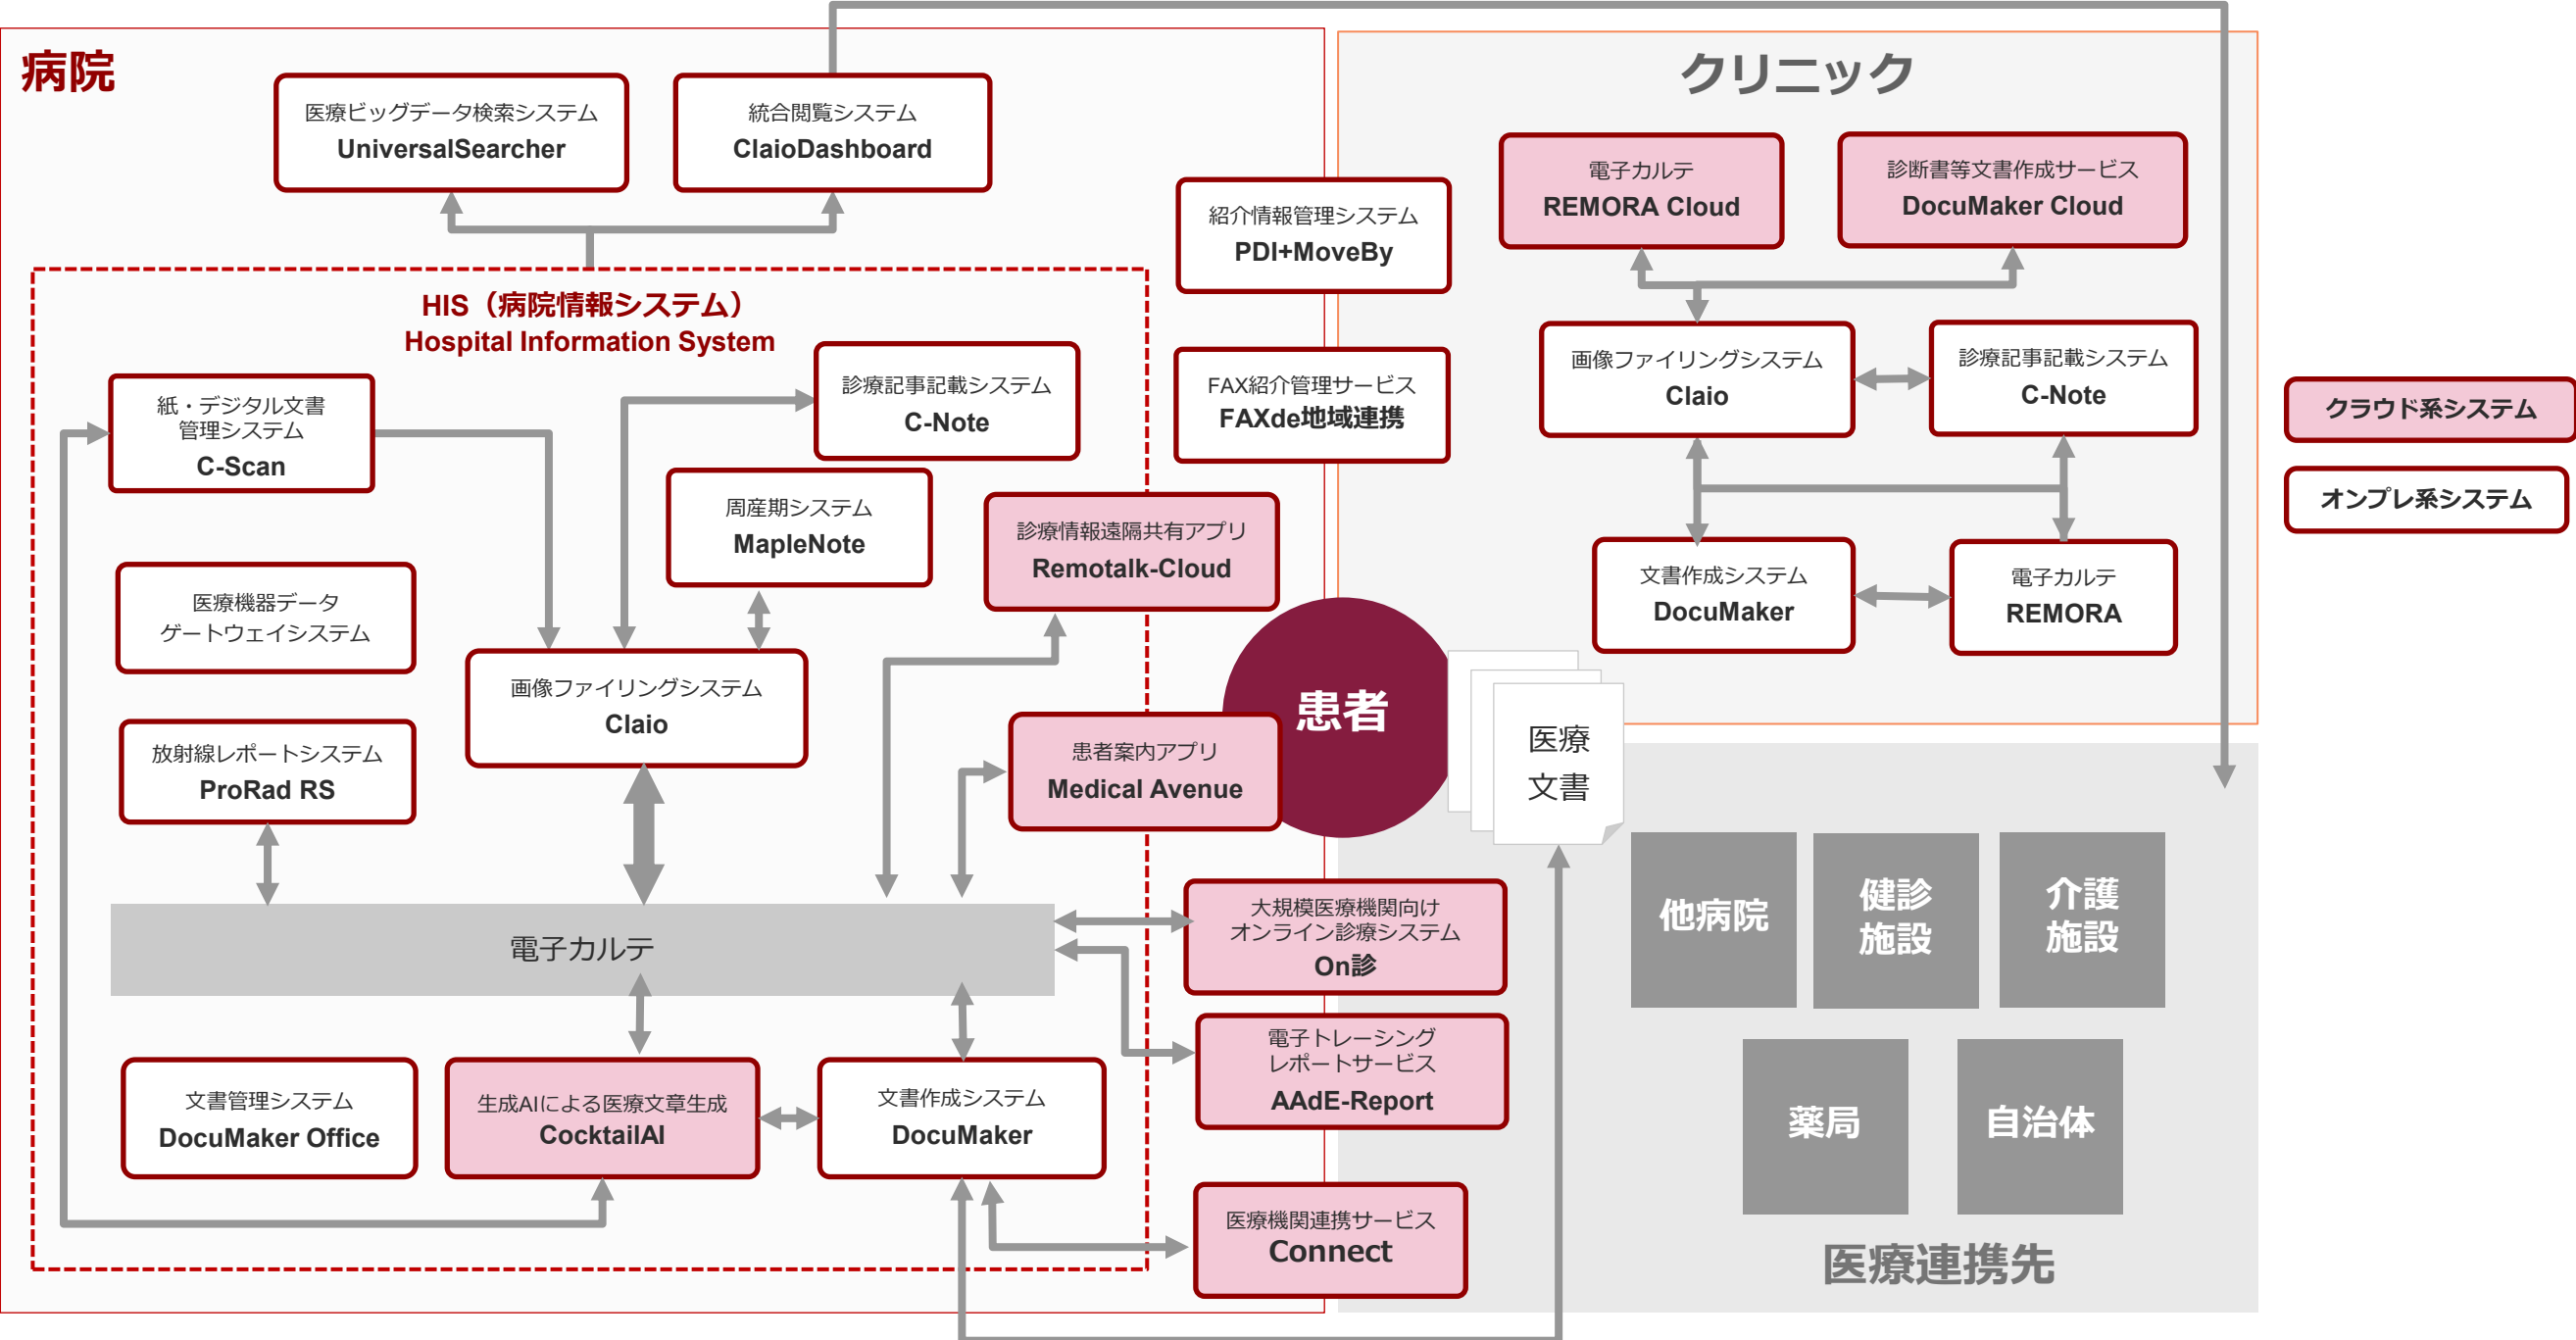 病院
医療ビッグデータ検索システム
UniversalSearcher
統合閲覧システム
ClaioDashboard
HIS（病院情報システム）
Hospital Information System
紙・デジタル文書
管理システム
C-Scan
診療記事記載システム
C-Note
周産期システム
MapleNote
医療機器データ
ゲートウェイシステム
画像ファイリングシステム
Claio
放射線レポートシステム
ProRad RS
電子カルテ
文書管理システム
DocuMaker Office
生成AIによる医療文章生成
CocktailAI
文書作成システム
DocuMaker
紹介情報管理システム
PDI+MoveBy
FAX紹介管理サービス
FAXde地域連携
診療情報遠隔共有アプリ
Remotalk-Cloud
患者案内アプリ
Medical Avenue
患者
医療
文書
大規模医療機関向け
オンライン診療システム
On診
電子トレーシング
レポートサービス
AAdE-Report
医療機関連携サービス
Connect
クリニック
電子カルテ
REMORA Cloud
診断書等文書作成サービス
DocuMaker Cloud
画像ファイリングシステム
Claio
診療記事記載システム
C-Note
文書作成システム
DocuMaker
電子カルテ
REMORA
他病院
健診
施設
介護
施設
薬局
自治体
医療連携先
クラウド系システム
オンプレ系システム